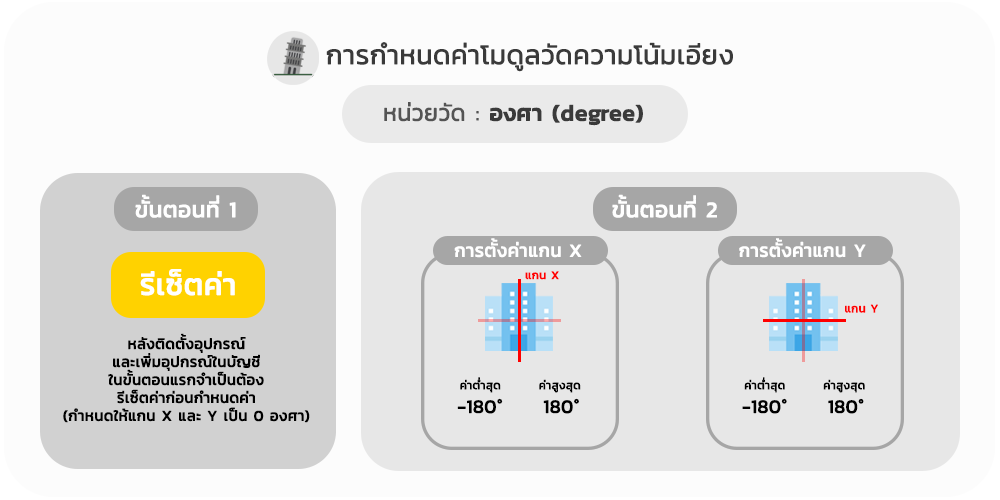 การกำหนดค่าโมดูลวัดความโน้มเอียง
หน่วยวัด : องศา (degree)
ขั้นตอนที่ 1
รีเซ็ตค่า
หลังติดตั้งอุปกรณ์
และเพิ่มอุปกรณ์ในบัญชี
ในขั้นตอนแรกจำเป็นต้อง
รีเซ็ตค่าก่อนกำหนดค่า
(กำหนดให้แกน X และ Y เป็น 0 องศา)
ขั้นตอนที่ 2
การตั้งค่าแกน X
แกน X
ค่าต่ำสุด ค่าสูงสุด
-180° 180°
การตั้งค่าแกน Y
แกน Y
ค่าต่ำสุด ค่าสูงสุด
-180° 180°